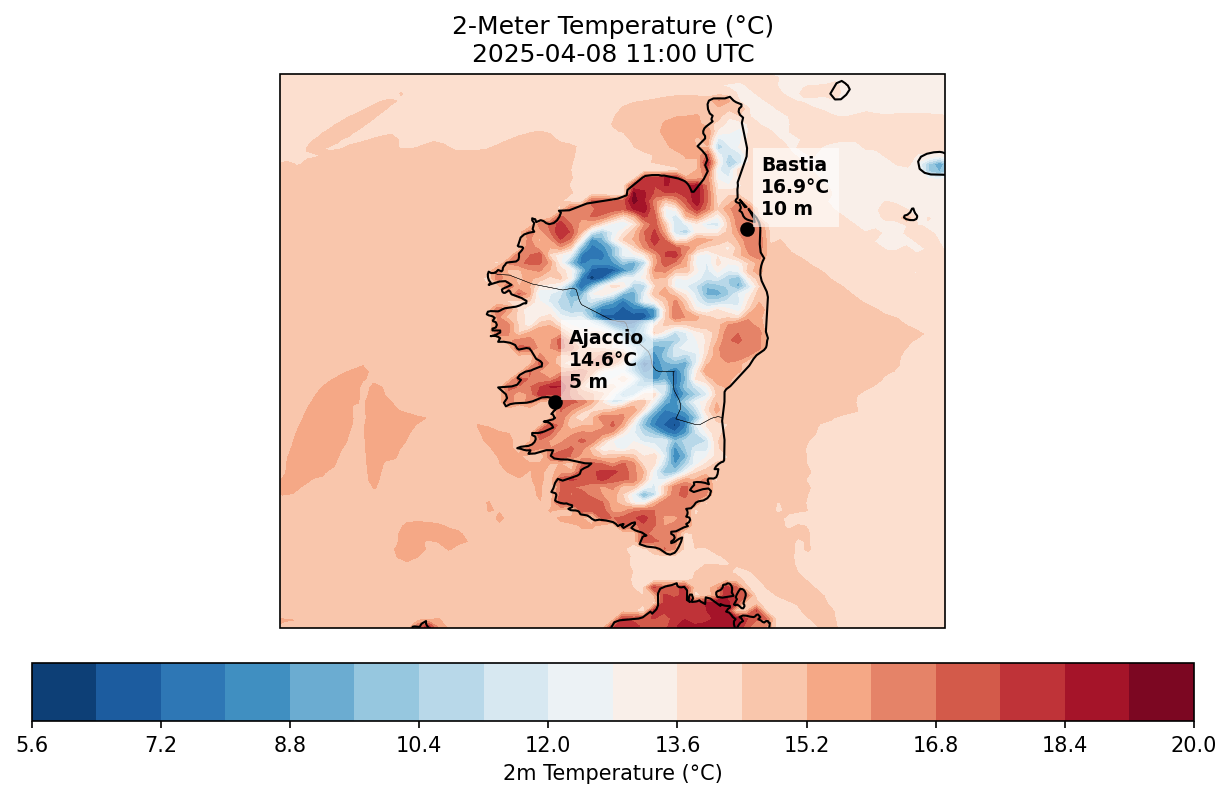 2-Meter Temperature (°C)
2025-04-08 11:00 UTC
Bastia
16.9°C
10 m
Ajaccio
14.6°C
5 m
5.6 7.2 8.8 10.4 12.0 13.6 15.2 16.8 18.4 20.0
2m Temperature (°C)